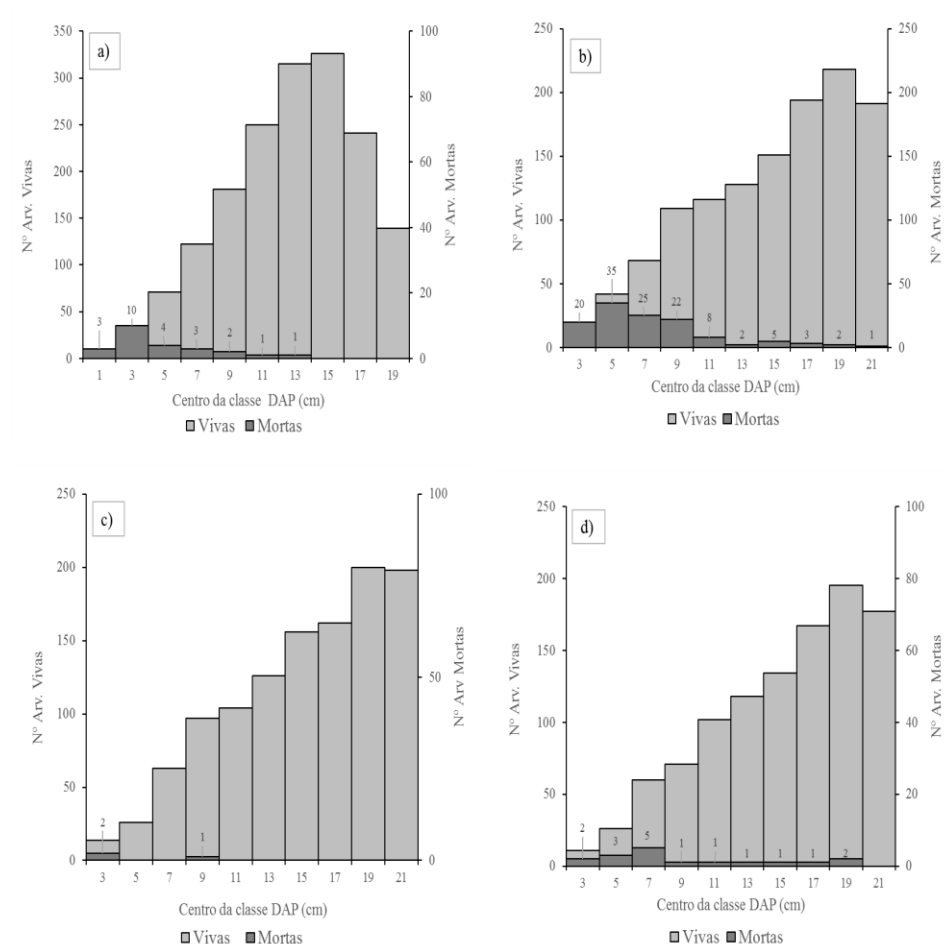 a)
350
300
250
200
150
100
50
0
Nº Arv. Vivas
100
80
60
40
20
0
Nº Arv. Mortas
3 10 4 3 2 1 1
1 3 5 7 9 11 13 15 17 19
Centro da classe DAP (cm)
Vivas Mortas
b)
250
200
150
100
50
0
Nº Arv. Vivas
250
200
150
100
50
0
Nº Arv. Mortas
20 35 25 22 8 2 5 3 2 1
3 5 7 9 11 13 15 17 19 21
Centro da classe DAP (cm)
Vivas Mortas
c)
250
200
150
100
50
0
Nº Arv. Vivas
100
50
0
Nº Arv Mortas
2 1
3 5 7 9 11 13 15 17 19 21
Centro da classe DAP (cm)
Vivas Mortas
d)
250
200
150
100
50
0
Nº Arv. Vivas
100
80
60
40
20
0
Nº Arv. Mortas
2 3 5 1 1 1 1 1 2
3 5 7 9 11 13 15 17 19 21
Centro da classe DAP (cm)
Vivas Mortas